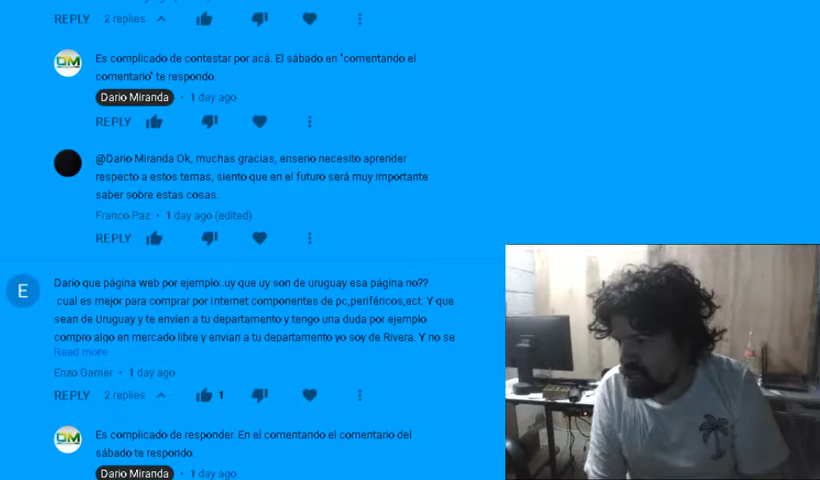 REPLY 2 replies
DM
Es complicado de contestar por acá. El sábado en "comentando el
comentario" te respondo.
Dario Miranda • 1 day ago
REPLY
@Dario Miranda Ok, muchas gracias, enserio necesito aprender
respecto a estos temas, siento que en el futuro será muy importante
saber sobre estas cosas.
Franco Paz • 1 day ago (edited)
REPLY
E
Dario que página web por ejemplo..uy que uy son de uruguay esa página no??
cual es mejor para comprar por Internet componentes de pc,periféricos,ect. Y que
sean de Uruguay y te envíen a tu departamento y tengo una duda por ejemplo
compro algo en mercado libre y envían a tu departamento yo soy de Rivera. Y no se
Read more
Enzo Gamer • 1 day ago
REPLY 2 replies 1
DM
Es complicado de responder. En el comentando el comentario del
sábado te respondo.
Dario Miranda • 1 day ago